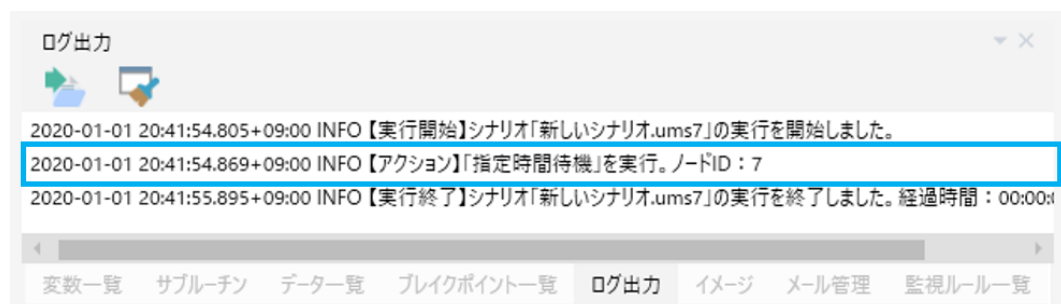 ログ出力
2020-01-01 20:41:54.805+09:00 INFO 【実行開始】シナリオ「新しいシナリオ.ums7」の実行を開始しました。
2020-01-01 20:41:54.869+09:00 INFO 【アクション】「指定時間待機」を実行。ノードID：7
2020-01-01 20:41:55.895+09:00 INFO 【実行終了】シナリオ「新しいシナリオ.ums7」の実行を終了しました。経過時間：00:00:
変数一覧 サブルーチン データ一覧 ブレイクポイント一覧 ログ出力 イメージ メール管理 監視ルール一覧